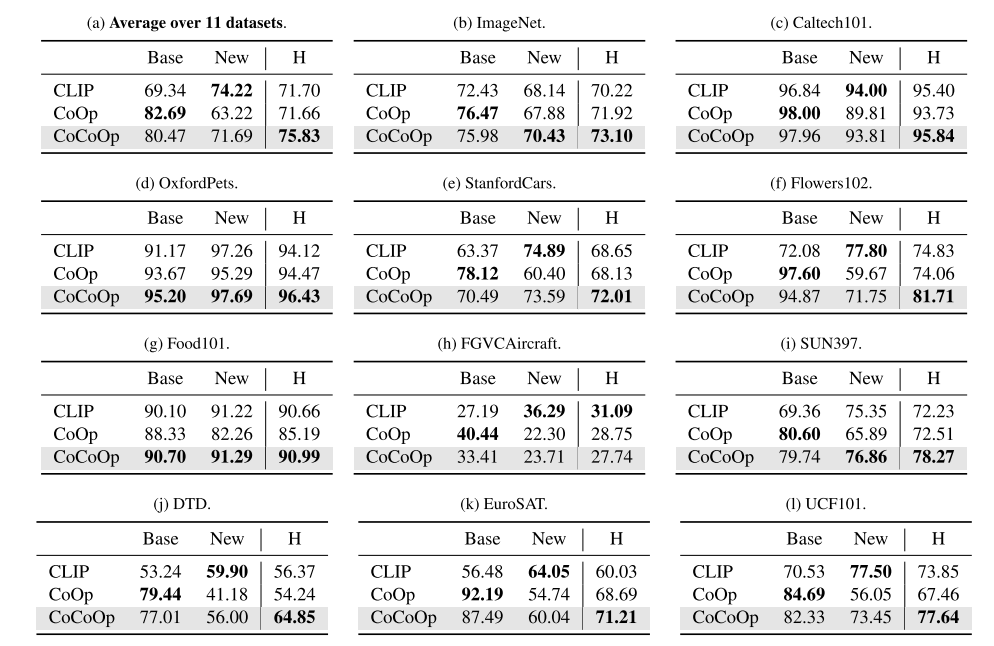 (a) Average over 11 datasets.
Base New H
CLIP 69.34 74.22 71.70
CoOp 82.69 63.22 71.66
CoCoOp 80.47 71.69 75.83
(b) ImageNet.
Base New H
CLIP 72.43 68.14 70.22
CoOp 76.47 67.88 71.92
CoCoOp 75.98 70.43 73.10
(c) Caltech101.
Base New H
CLIP 96.84 94.00 95.40
CoOp 98.00 89.81 93.73
CoCoOp 97.96 93.81 95.84
(d) OxfordPets.
Base New H
CLIP 91.17 97.26 94.12
CoOp 93.67 95.29 94.47
CoCoOp 95.20 97.69 96.43
(e) StanfordCars.
Base New H
CLIP 63.37 74.89 68.65
CoOp 78.12 60.40 68.13
CoCoOp 70.49 73.59 72.01
(f) Flowers102.
Base New H
CLIP 72.08 77.80 74.83
CoOp 97.60 59.67 74.06
CoCoOp 94.87 71.75 81.71
(g) Food101.
Base New H
CLIP 90.10 91.22 90.66
CoOp 88.33 82.26 85.19
CoCoOp 90.70 91.29 90.99
(h) FGVCAircraft.
Base New H
CLIP 27.19 36.29 31.09
CoOp 40.44 22.30 28.75
CoCoOp 33.41 23.71 27.74
(i) SUN397.
Base New H
CLIP 69.36 75.35 72.23
CoOp 80.60 65.89 72.51
CoCoOp 79.74 76.86 78.27
(j) DTD.
Base New H
CLIP 53.24 59.90 56.37
CoOp 79.44 41.18 54.24
CoCoOp 77.01 56.00 64.85
(k) EuroSAT.
Base New H
CLIP 56.48 64.05 60.03
CoOp 92.19 54.74 68.69
CoCoOp 87.49 60.04 71.21
(l) UCF101.
Base New H
CLIP 70.53 77.50 73.85
CoOp 84.69 56.05 67.46
CoCoOp 82.33 73.45 77.64